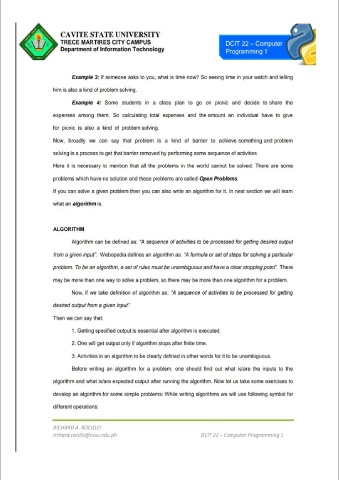 CAVITE STATE UNIVERSITY
TRECE MARTIRES CITY CAMPUS
Department of Information Technology
DCIT 22 – Computer
Programming 1
Example 3: If someone asks to you, what is time now? So seeing time in your watch and telling
him is also a kind of problem solving.
Example 4: Some students in a class plan to go on picnic and decide to share the
expenses among them. So calculating total expenses and the amount an individual have to give
for picnic is also a kind of problem solving.
Now, broadly we can say that problem is a kind of barrier to achieve something and problem
solving is a process to get that barrier removed by performing some sequence of activities.
Here it is necessary to mention that all the problems in the world cannot be solved. There are some
problems which have no solution and these problems are called Open Problems.
If you can solve a given problem then you can also write an algorithm for it. In next section we will learn
what an algorithm is.
ALGORITHM
Algorithm can be defined as: "A sequence of activities to be processed for getting desired output
from a given input". Webopedia defines an algorithm as: "A formula or set of steps for solving a particular
problem. To be an algorithm, a set of rules must be unambiguous and have a clear stopping point". There
may be more than one way to solve a problem, so there may be more than one algorithm for a problem.
Now, if we take definition of algorithm as: "A sequence of activities to be processed for getting
desired output from a given input".
Then we can say that:
1. Getting specified output is essential after algorithm is executed.
2. One will get output only if algorithm stops after finite time.
3. Activities in an algorithm to be clearly defined in other words for it to be unambiguous.
Before writing an algorithm for a problem, one should find out what is/are the inputs to the
algorithm and what is/are expected output after running the algorithm. Now let us take some exercises to
develop an algorithm for some simple problems: While writing algorithms we will use following symbol for
different operations:
RICHARD A. ROCILLO
richard.rocillo@cvsu.edu.ph DCIT 22 – Computer Programming 1